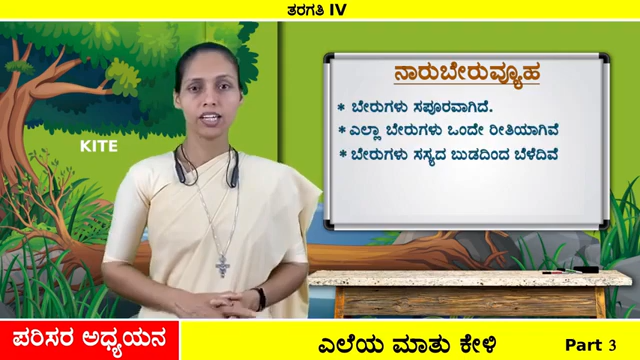 ತರಗತಿ IV
ನಾರುಬೇರುವ್ಯೂಹ
* ಬೇರುಗಳು ಸಪೂರವಾಗಿದೆ.
* ಎಲ್ಲಾ ಬೇರುಗಳು ಒಂದೇ ರೀತಿಯಾಗಿವೆ
* ಬೇರುಗಳು ಸಸ್ಯದ ಬುಡದಿಂದ ಬೆಳೆದಿವೆ
KITE
ಪರಿಸರ ಅಧ್ಯಯನ
ಎಲೆಯ ಮಾತು ಕೇಳಿ
Part 3